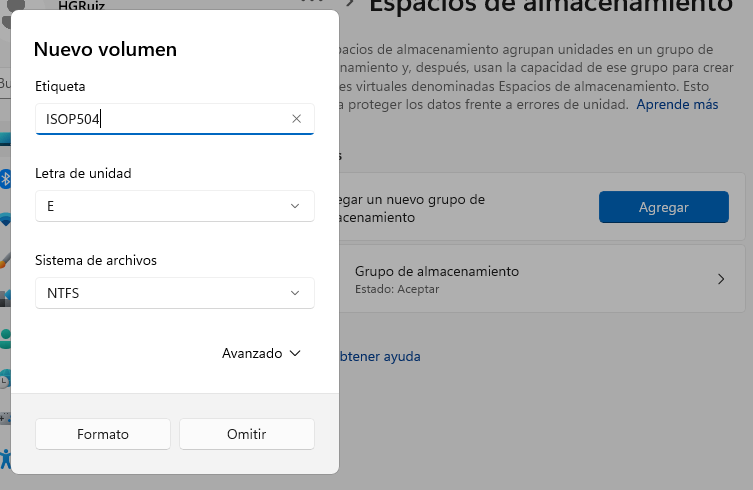 HGRuiz
Espacios de almacenamiento
Nuevo volumen
Etiqueta
ISOP504
Letra de unidad
E
Sistema de archivos
NTFS
Avanzado
Formato
Omitir
acios de almacenamiento agrupan unidades en un grupo de
namiento y, después, usan la capacidad de ese grupo para crear
es virtuales denominadas Espacios de almacenamiento. Esto
a proteger los datos frente a errores de unidad. Aprende más
s
egar un nuevo grupo de
acenamiento
Agregar
Grupo de almacenamiento
Estado: Aceptar
btener ayuda